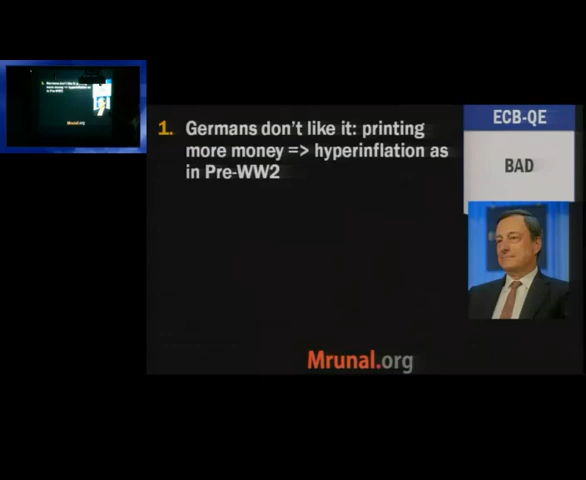 1. Germans don't like it: printing
more money => hyperinflation as
in Pre-WW2
ECB-QE
BAD
Mrunal.org